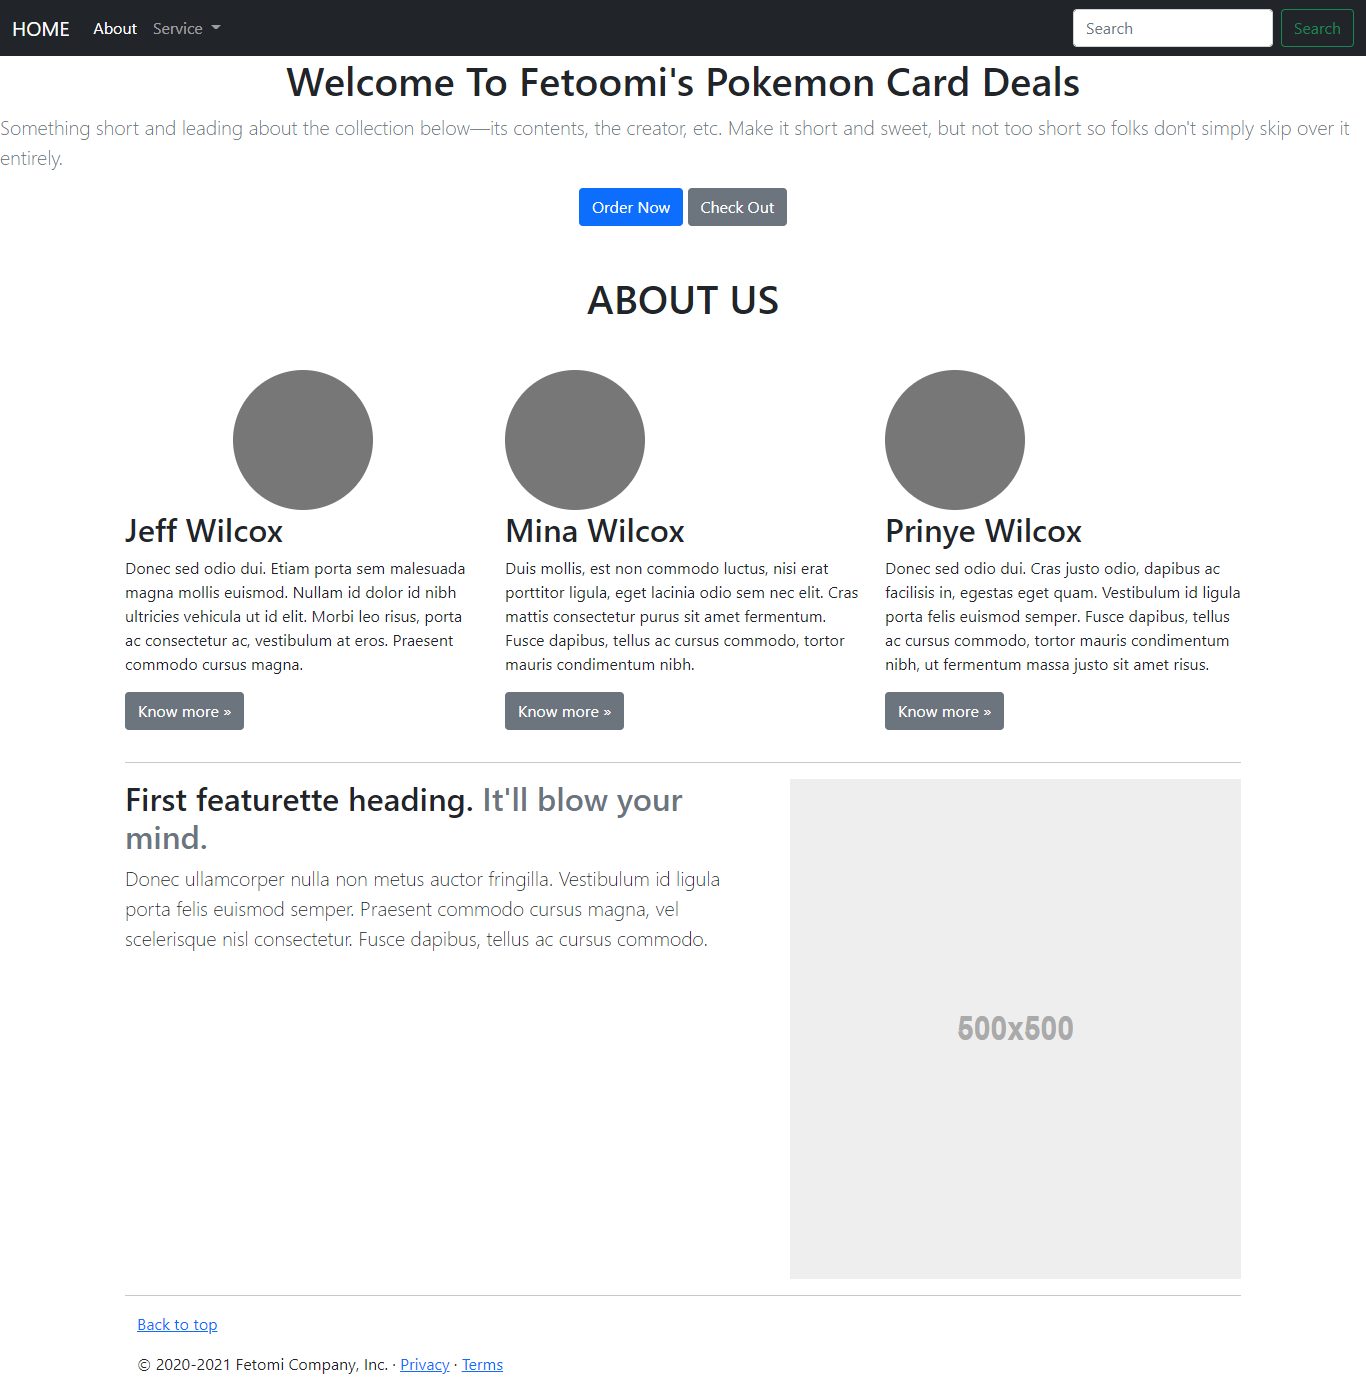 HOME About Service Search Search
Welcome To Fetoomi's Pokemon Card Deals
Something short and leading about the collection below—its contents, the creator, etc. Make it short and sweet, but not too short so folks don't simply skip over it
entirely.
Order Now Check Out
ABOUT US
Jeff Wilcox
Donec sed odio dui. Etiam porta sem malesuada
magna mollis euismod. Nullam id dolor id nibh
ultricies vehicula ut id elit. Morbi leo risus, porta
ac consectetur ac, vestibulum at eros. Praesent
commodo cursus magna.
Know more »
Mina Wilcox
Duis mollis, est non commodo luctus, nisi erat
porttitor ligula, eget lacinia odio sem nec elit. Cras
mattis consectetur purus sit amet fermentum.
Fusce dapibus, tellus ac cursus commodo, tortor
mauris condimentum nibh.
Know more »
Prinye Wilcox
Donec sed odio dui. Cras justo odio, dapibus ac
facilisis in, egestas eget quam. Vestibulum id ligula
porta felis euismod semper. Fusce dapibus, tellus
ac cursus commodo, tortor mauris condimentum
nibh, ut fermentum massa justo sit amet risus.
Know more »
First featurette heading. It'll blow your
mind.
Donec ullamcorper nulla non metus auctor fringilla. Vestibulum id ligula
porta felis euismod semper. Praesent commodo cursus magna, vel
scelerisque nisl consectetur. Fusce dapibus, tellus ac cursus commodo.
500x500
Back to top
© 2020-2021 Fetomi Company, Inc. · Privacy · Terms